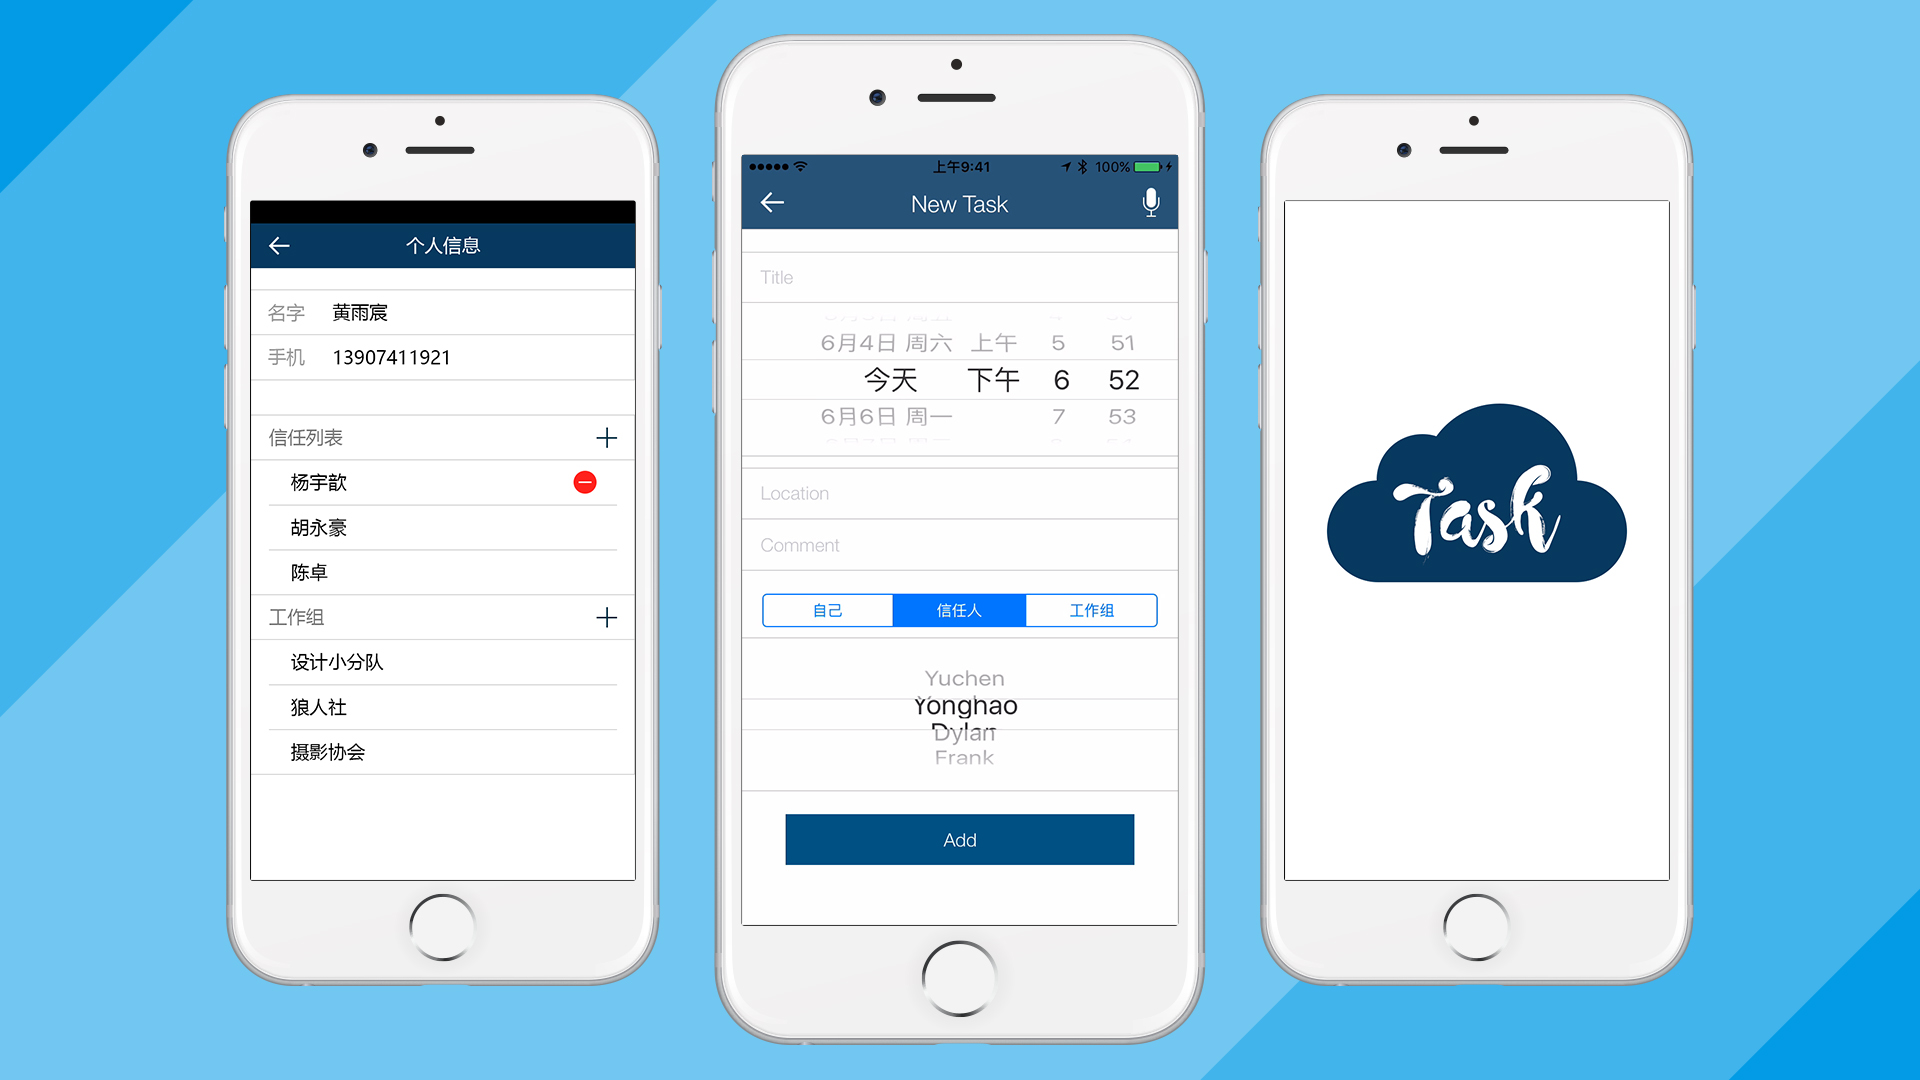 个人信息
名字 黄雨宸
手机 13907411921
信任列表
杨宇歆
胡永豪
陈卓
工作组
设计小分队
狼人社
摄影协会
上午9:41 100%
New Task
Title
6月4日 周六 上午 5 51
今天 下午 6 52
6月6日 周一 7 53
Location
Comment
自己 信任人 工作组
Yuchen
Yonghao
Dylan
Frank
Add
Task